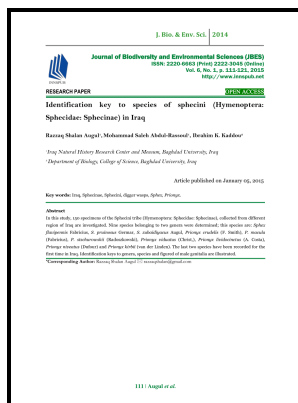 J. Bio. & Env. Sci. 2014
Journal of Biodiversity and Environmental Sciences (JBES)
ISSN: 2220-6663 (Print) 2222-3045 (Online)
Vol. 6, No. 1, p. 111-121, 2015
http://www.innspub.net
RESEARCH PAPER OPEN ACCESS
Identification key to species of sphecini (Hymenoptera:
Sphecidae: Sphecinae) in Iraq
Razzaq Shalan Augul¹, Mohammad Saleh Abdul-Rassoul¹, Ibrahim K. Kaddou²
¹Iraq Natural History Research Center and Museum, Baghdad University, Iraq
²Department of Biology, College of Science, Baghdad University, Iraq
Article published on January 05, 2015
Key words: Iraq, Sphecinae, Sphecini, digger wasps, Sphex, Prionyx.
Abstract
In this study, 150 specimens of the Sphecini tribe (Hymenoptera: Sphecidae: Sphecinae), collected from different
region of Iraq are investigated. Nine species belonging to two genera were determined; this species are: Sphex
flavipennis Fabricius, S. pruinosus Germar, S. Augul, Prionyx crudelis (F. Smith), P. macula
(Fabricius), P. (Radoszkowski), Prionyx viduatus (Christ.), Prionyx lividocinctus (A. Costa),
Prionyx nivatus (Dufour) and Prionyx kirbii (van der Linden). The last two species have been recorded for the
first time in Iraq. Identification keys to genera, species and figured of male genitalia are illustrated.
*Corresponding Author: Razzaq Shalan Augul
111 | Augul et al.